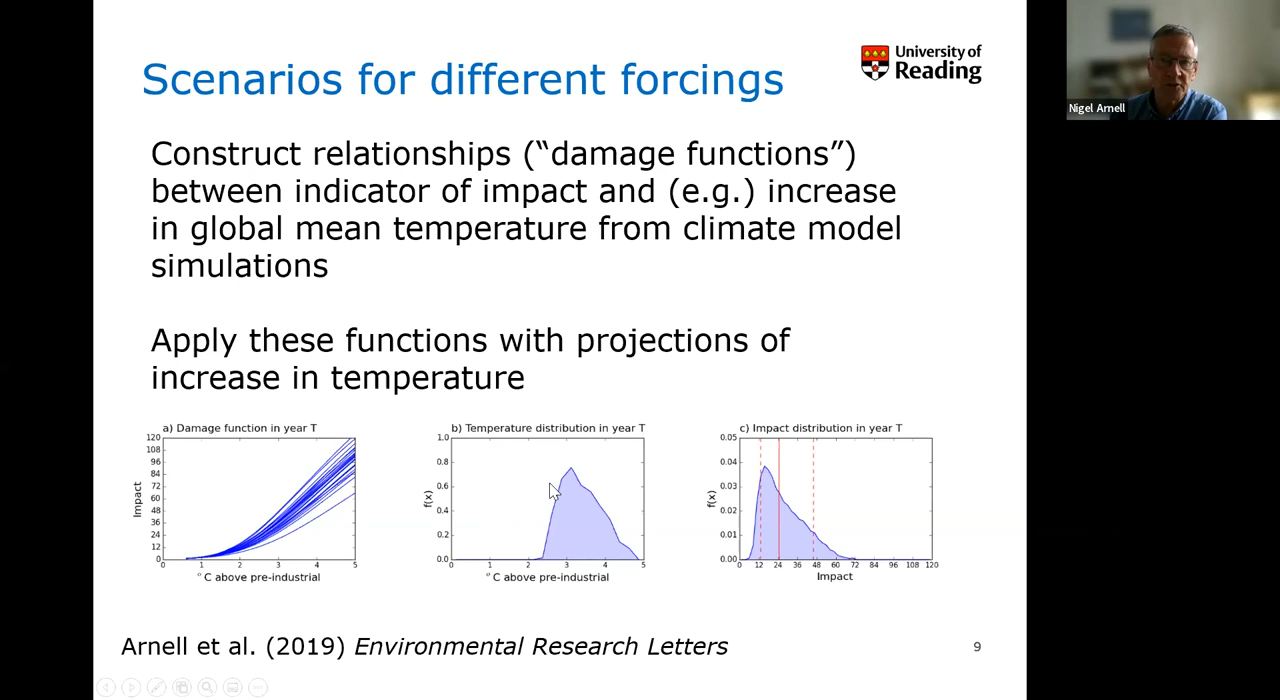 Scenarios for different forcings
University of
Reading
Nigel Arnell
Construct relationships (“damage functions”)
between indicator of impact and (e.g.) increase
in global mean temperature from climate model
simulations
Apply these functions with projections of
increase in temperature
a) Damage function in year T
120
108
96
84
72
60
48
36
24
12
0
Impact
0 1 2 3 4 5
°C above pre-industrial
b) Temperature distribution in year T
1.0
0.8
0.6
0.4
0.2
0.0
f(x)
0 1 2 3 4 5
°C above pre-industrial
c) Impact distribution in year T
0.05
0.04
0.03
0.02
0.01
0.00
f(x)
0 12 24 36 48 60 72 84 96 108 120
Impact
Arnell et al. (2019) Environmental Research Letters
9